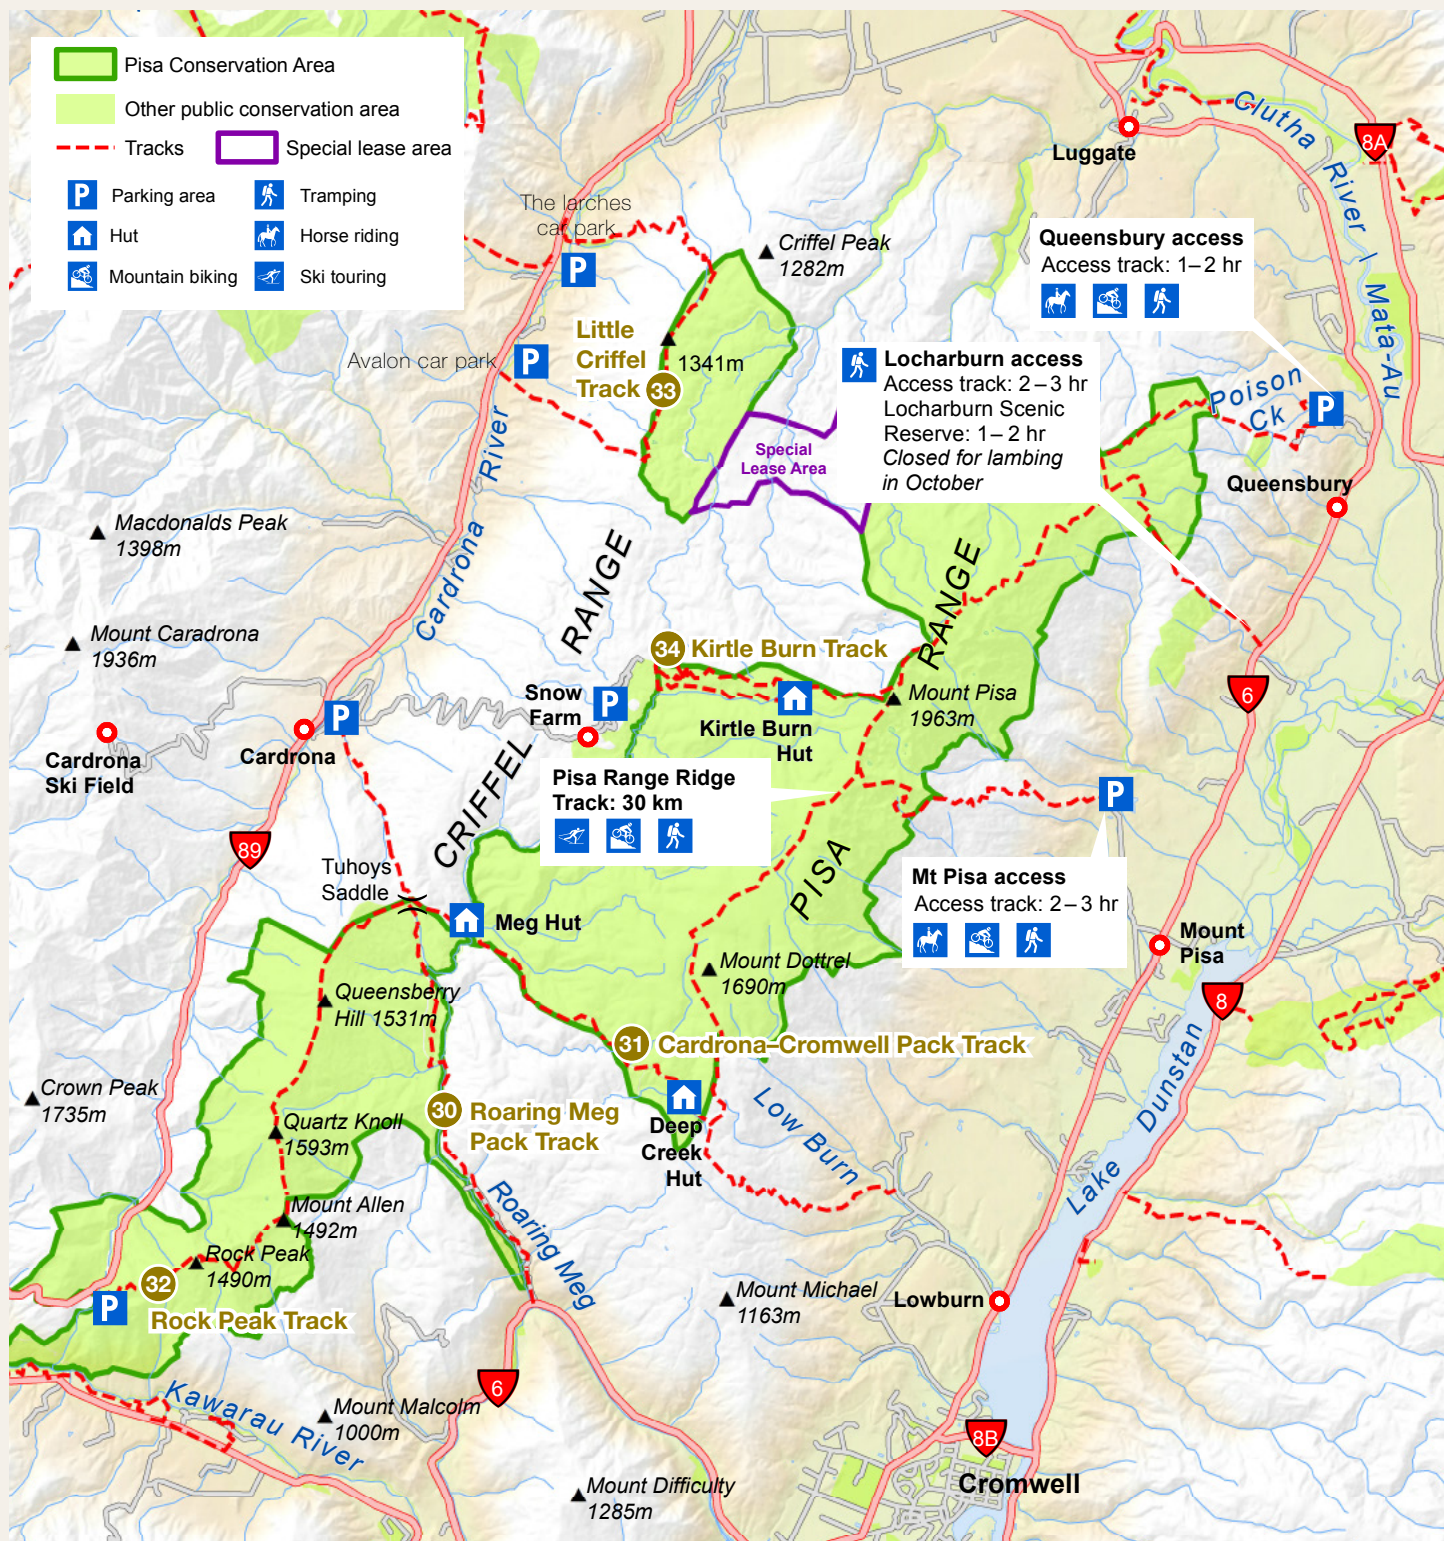 Pisa Conservation Area
Other public conservation area
Tracks
Special lease area
P
Parking area
Tramping
Hut
Horse riding
Mountain biking
Ski touring
The larches
car park
P
Criffel Peak
1282m
Luggate
8A
Clutha River | Mata-Au
Queensbury access
Access track: 1–2 hr
Little
Criffel
Track 33
1341m
Avalon car park
P
Locharburn access
Access track: 2–3 hr
Locharburn Scenic
Reserve: 1–2 hr
Closed for lambing
in October
Poison
Ck
P
Queensbury
Special
Lease Area
Macdonalds Peak
1398m
Cardrona River
Mount Caradrona
1936m
CRIFFEL RANGE
PISA RANGE
34 Kirtle Burn Track
Snow
Farm
P
Kirtle Burn
Hut
Mount Pisa
1963m
6
Cardrona
Ski Field
Cardrona
P
Pisa Range Ridge
Track: 30 km
P
89
Tuhoys
Saddle
Meg Hut
Mt Pisa access
Access track: 2–3 hr
Mount
Pisa
8
Mount Dottrel
1690m
Queensberry
Hill 1531m
31 Cardrona–Cromwell Pack Track
Crown Peak
1735m
30 Roaring Meg
Pack Track
Deep
Creek
Hut
Low Burn
Lake Dunstan
Quartz Knoll
1593m
Mount Allen
1492m
Roaring Meg
Rock Peak
1490m
32
P
Rock Peak Track
Mount Michael
1163m
Lowburn
6
Kawarau River
Mount Malcolm
1000m
8B
Cromwell
Mount Difficulty
1285m